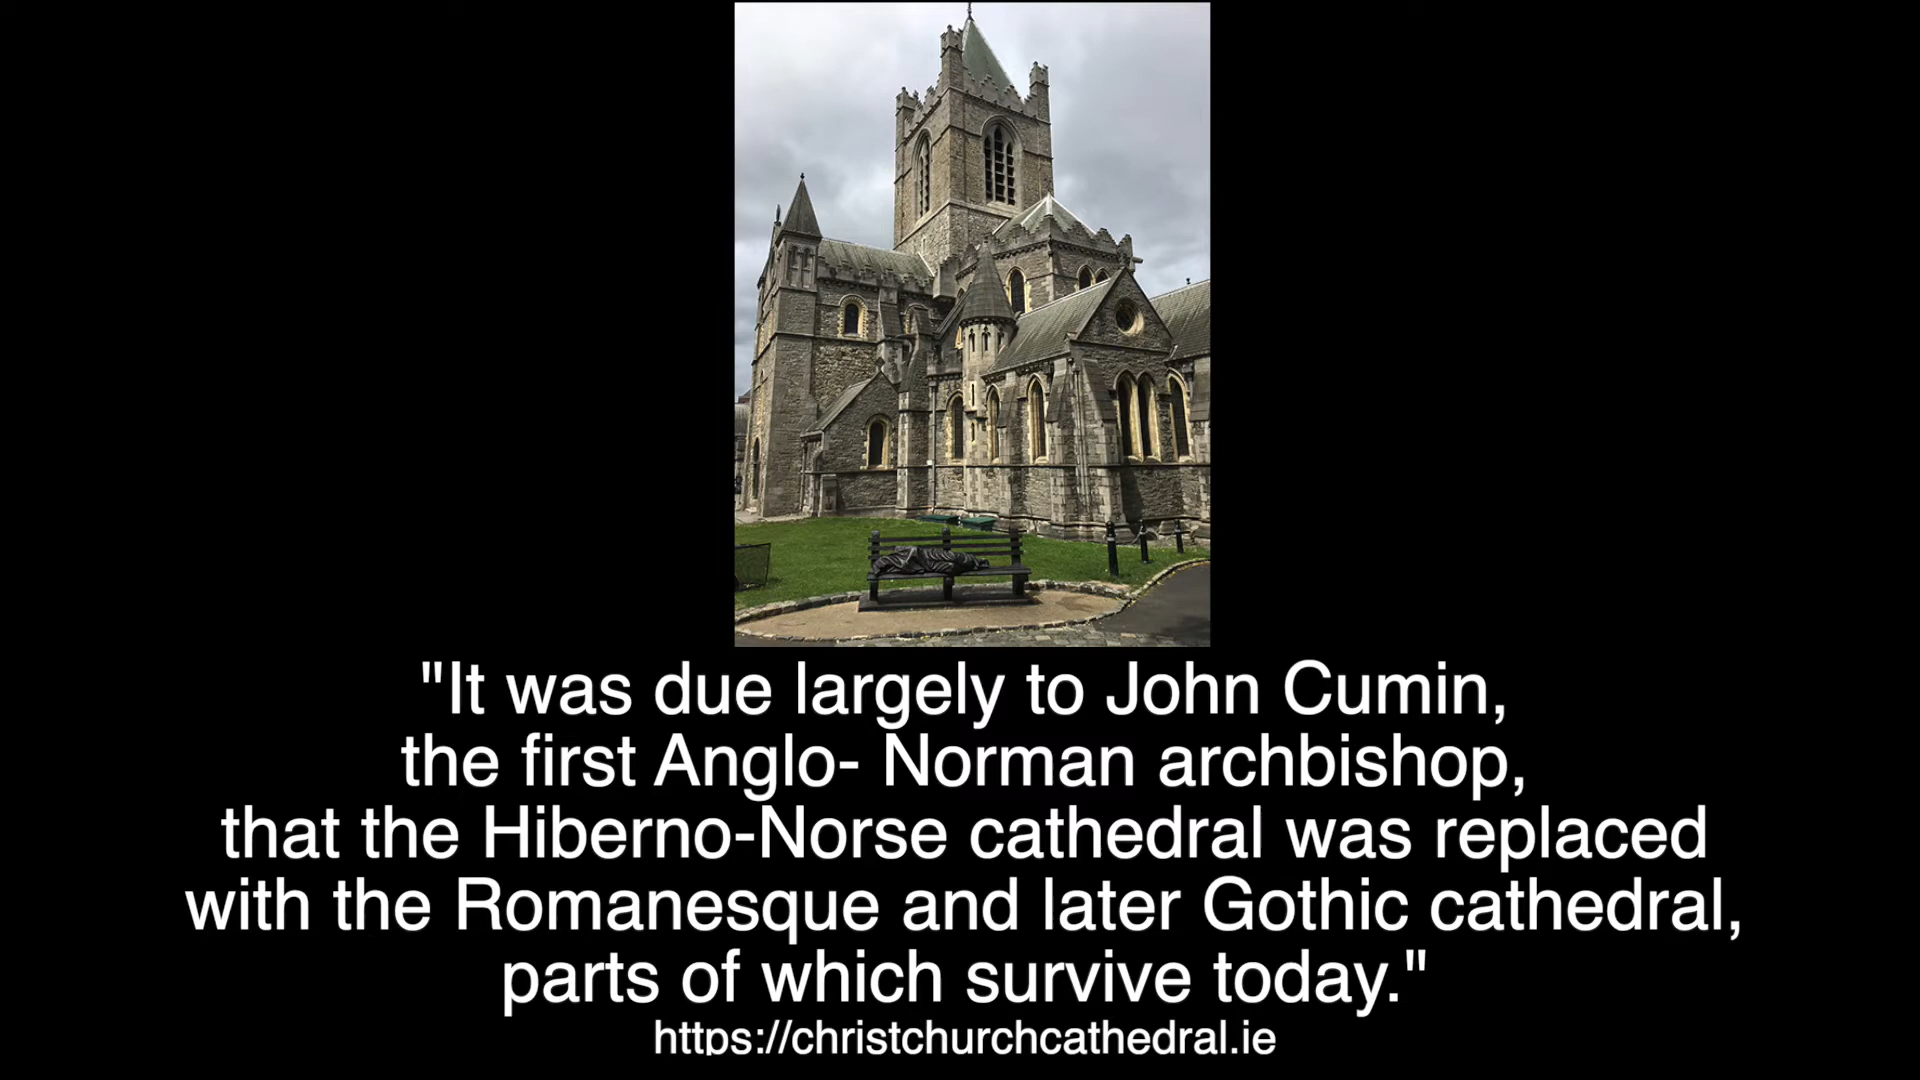 "It was due largely to John Cumin,
the first Anglo- Norman archbishop,
that the Hiberno-Norse cathedral was replaced
with the Romanesque and later Gothic cathedral,
parts of which survive today."
https://christchurchcathedral.ie